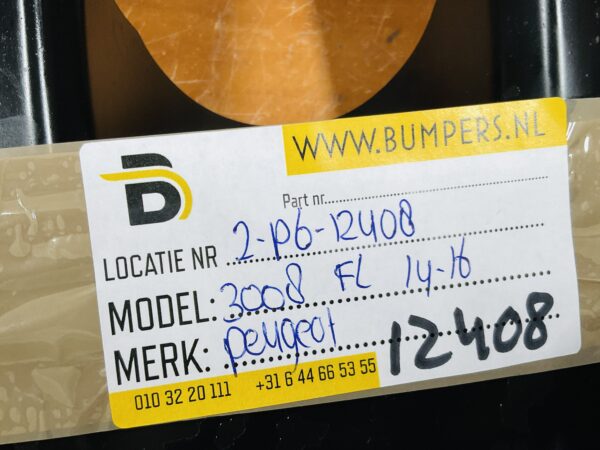 WWW.BUMPERS.NL
B
Part nr..........
LOCATIE NR 2-P6-12408
MODEL: 3008 FL 14-16
MERK: peugeot
12408
010 32 20 111 +31 6 44 66 53 55